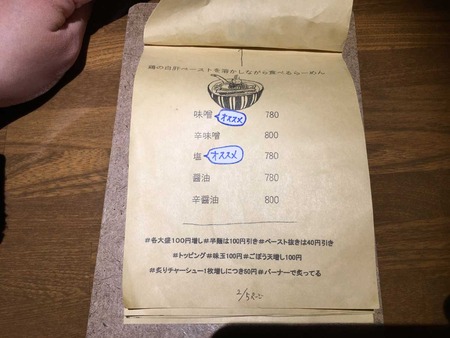 鶏の白肝ペーストを溶かしながら食べるらーめん
味噌 オススメ 780
辛味噌 800
塩 オススメ 780
醤油 780
辛醤油 800
#各大盛100円増し#半麺は100円引き#ペースト抜きは40円引き
#トッピング#味玉100円#ごぼう天増し100円
#炙りチャーシュー1枚増しにつき60円#バーナーで炙ってる